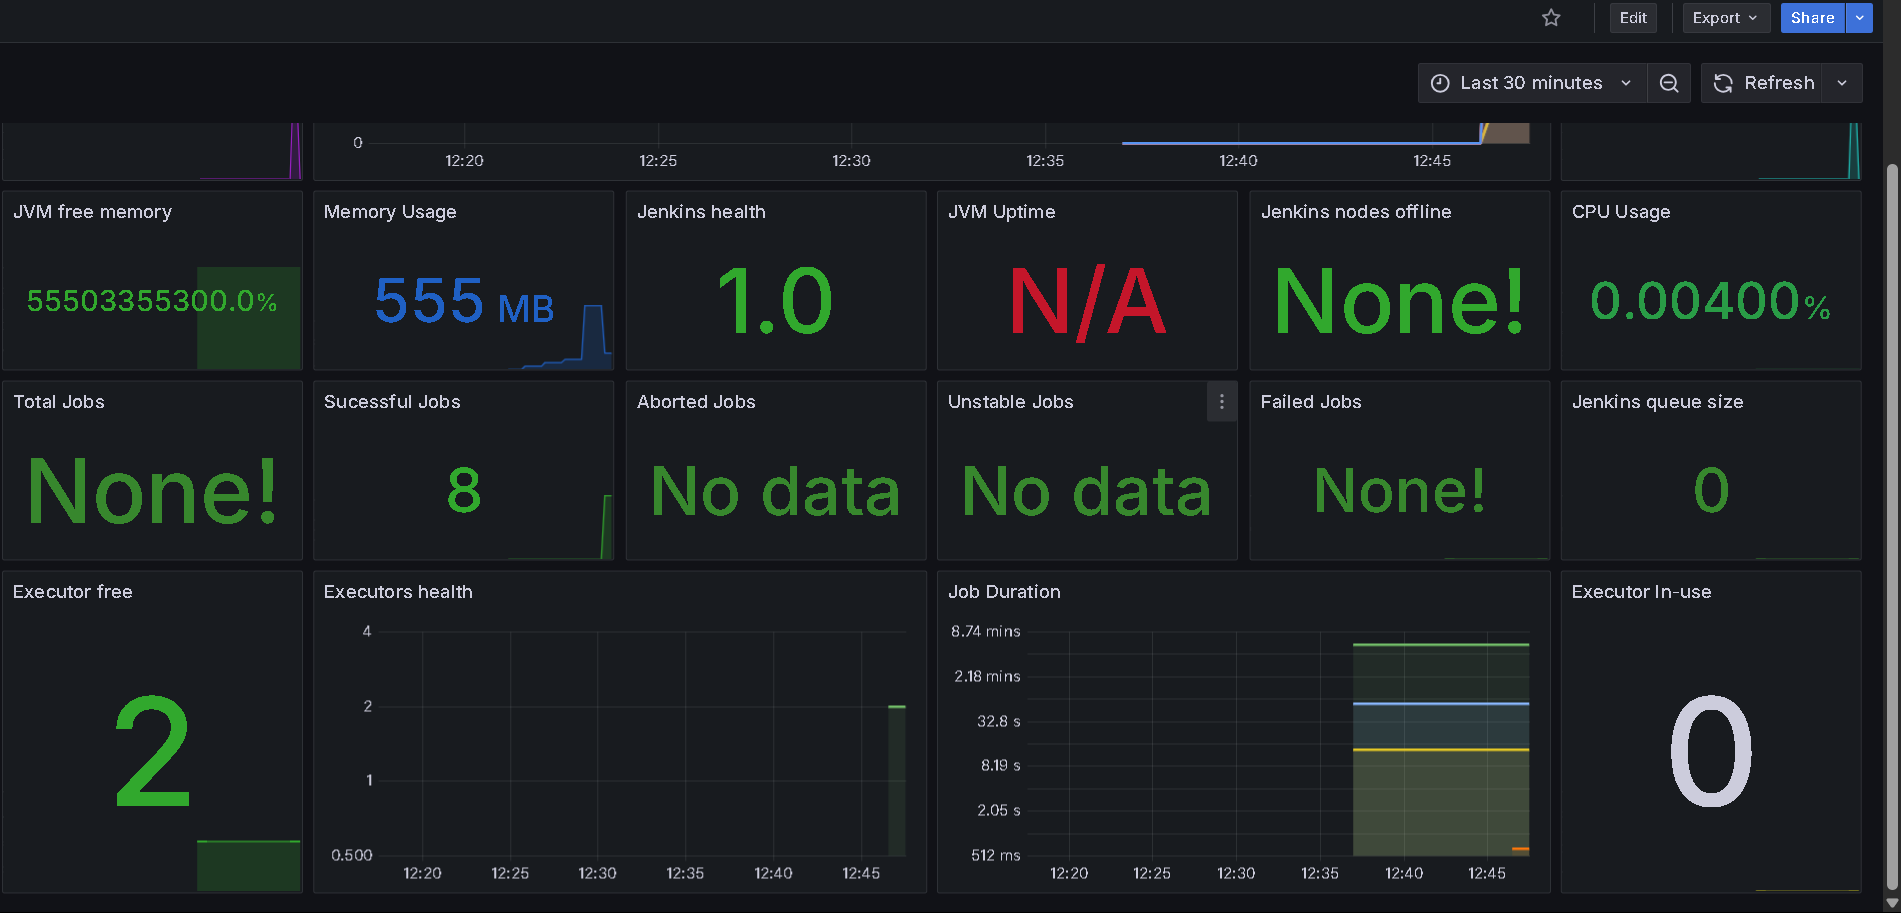 Edit Export Share
Last 30 minutes Refresh
0
12:20 12:25 12:30 12:35 12:40 12:45
JVM free memory
55503355300.0%
Memory Usage
555 MB
Jenkins health
1.0
JVM Uptime
N/A
Jenkins nodes offline
None!
CPU Usage
0.00400%
Total Jobs
None!
Sucessful Jobs
8
Aborted Jobs
No data
Unstable Jobs
No data
Failed Jobs
None!
Jenkins queue size
0
Executor free
2
Executors health
4
2
1
0.500
12:20 12:25 12:30 12:35 12:40 12:45
Job Duration
8.74 mins
2.18 mins
32.8 s
8.19 s
2.05 s
512 ms
12:20 12:25 12:30 12:35 12:40 12:45
Executor In-use
0